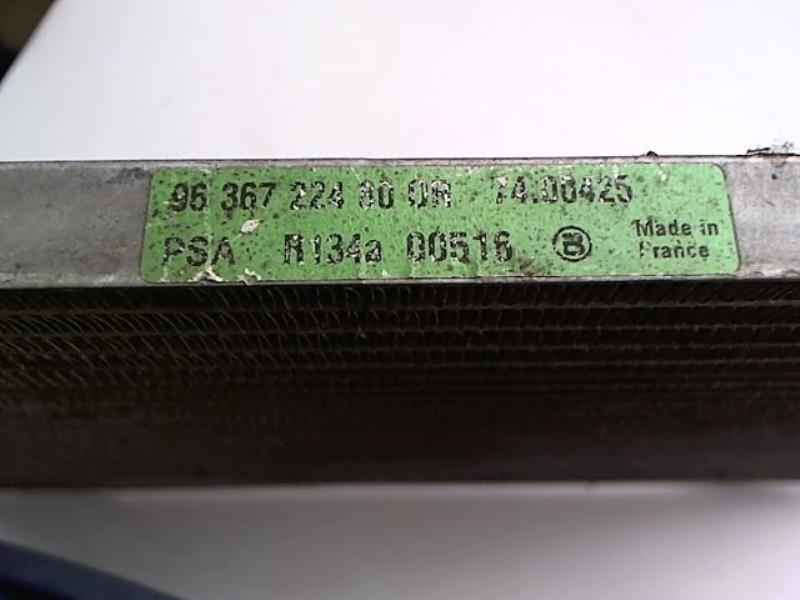 96 367 224 80 OR 74.00425
PSA R134a 00516 B Made in
France